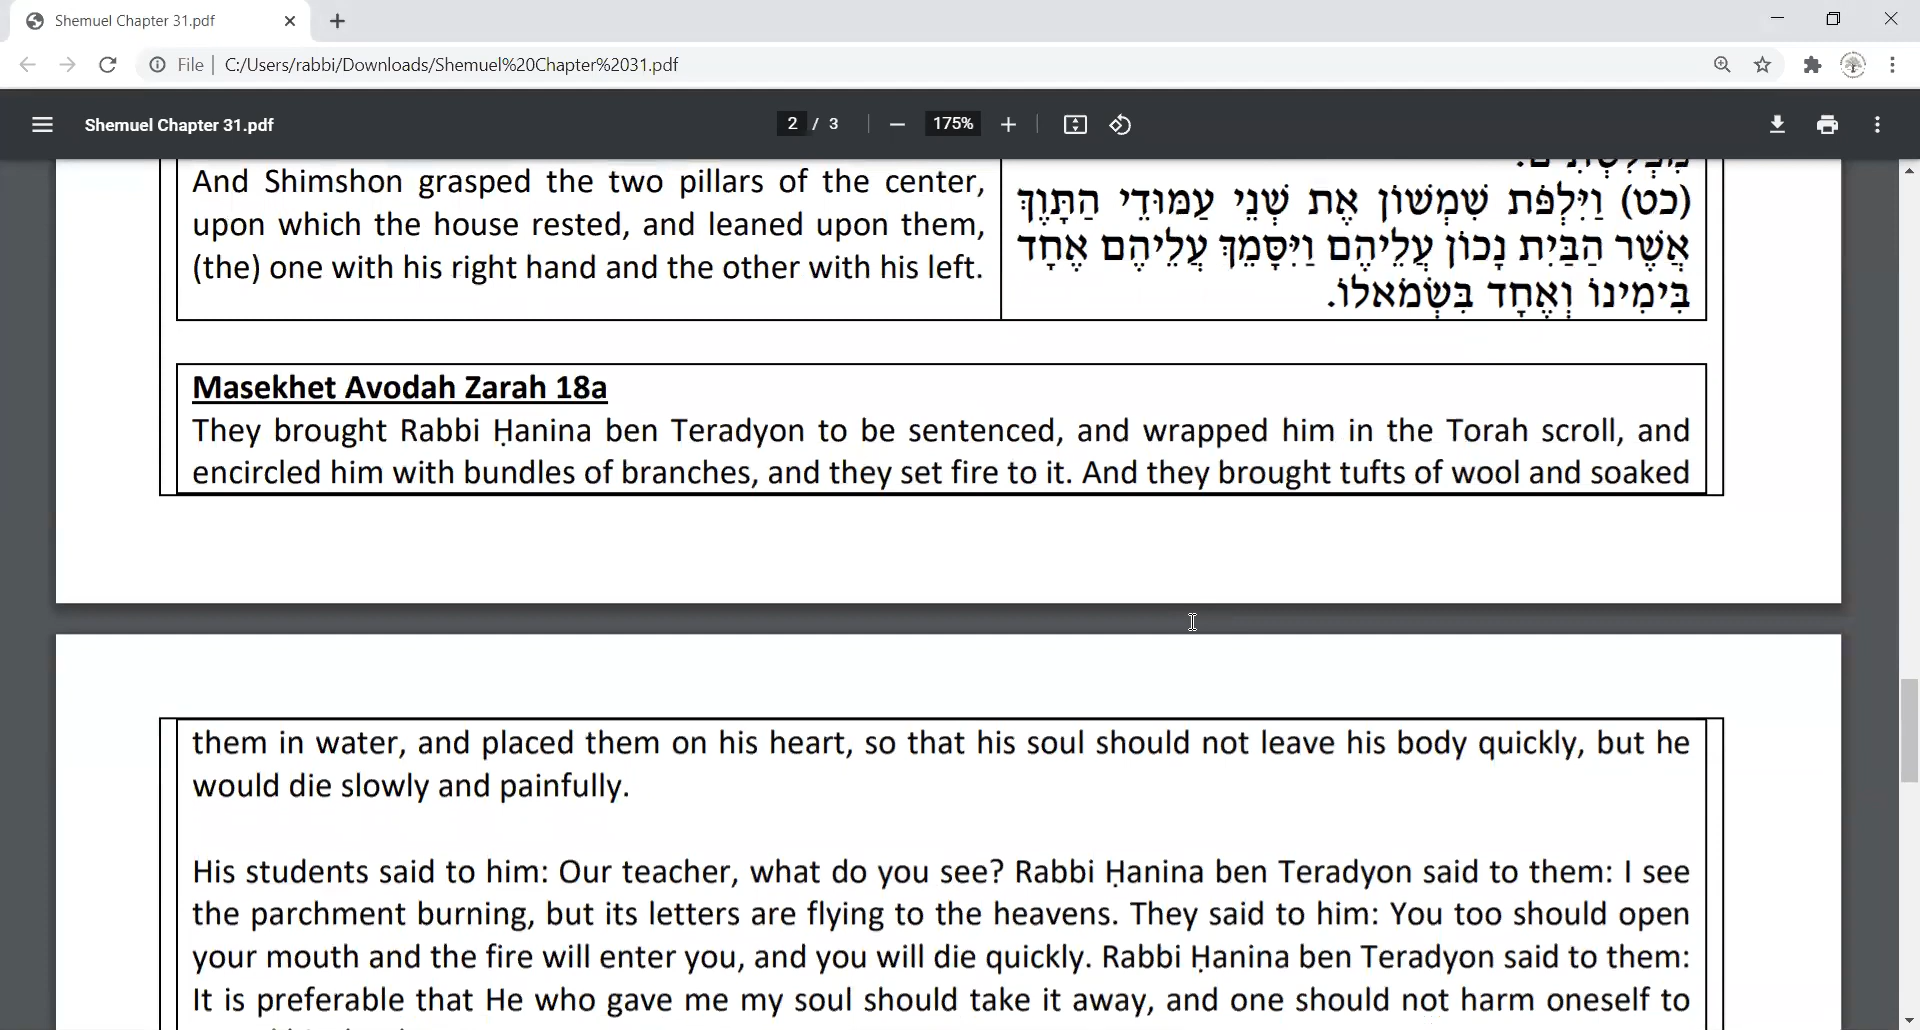 Shemuel Chapter 31.pdf
File | C:/Users/rabbi/Downloads/Shemuel%20Chapter%2031.pdf
Shemuel Chapter 31.pdf
2 / 3
175%
And Shimshon grasped the two pillars of the center,
upon which the house rested, and leaned upon them,
(the) one with his right hand and the other with his left.
(כט) וַיִּלְפֹּת שִׁמְשׁוֹן אֶת שְׁנֵי עַמּוּדֵי הַתָּוֶךְ
אֲשֶׁר הַבַּיִת נָכוֹן עֲלֵיהֶם וַיִּסָּמֵךְ עֲלֵיהֶם אֶחָד
בִּימִינוֹ וְאֶחָד בִּשְׂמֹאלוֹ.
Masekhet Avodah Zarah 18a
They brought Rabbi Ḥanina ben Teradyon to be sentenced, and wrapped him in the Torah scroll, and
encircled him with bundles of branches, and they set fire to it. And they brought tufts of wool and soaked
them in water, and placed them on his heart, so that his soul should not leave his body quickly, but he
would die slowly and painfully.
His students said to him: Our teacher, what do you see? Rabbi Ḥanina ben Teradyon said to them: I see
the parchment burning, but its letters are flying to the heavens. They said to him: You too should open
your mouth and the fire will enter you, and you will die quickly. Rabbi Ḥanina ben Teradyon said to them:
It is preferable that He who gave me my soul should take it away, and one should not harm oneself to